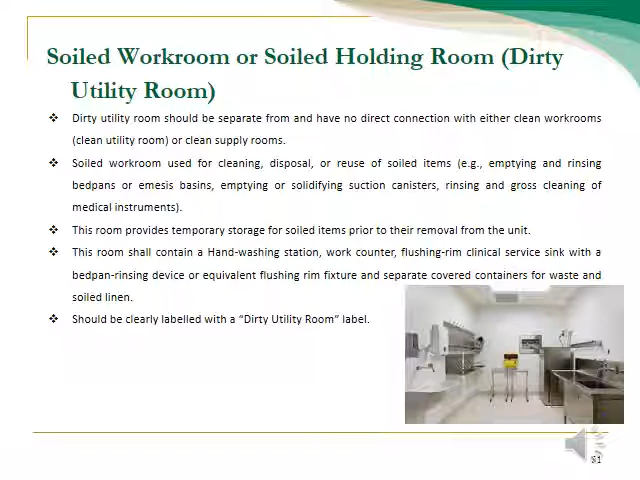 Soiled Workroom or Soiled Holding Room (Dirty
Utility Room)
❖ Dirty utility room should be separate from and have no direct connection with either clean workrooms
(clean utility room) or clean supply rooms.
❖ Soiled workroom used for cleaning, disposal, or reuse of soiled items (e.g., emptying and rinsing
bedpans or emesis basins, emptying or solidifying suction canisters, rinsing and gross cleaning of
medical instruments).
❖ This room provides temporary storage for soiled items prior to their removal from the unit.
❖ This room shall contain a Hand-washing station, work counter, flushing-rim clinical service sink with a
bedpan-rinsing device or equivalent flushing rim fixture and separate covered containers for waste and
soiled linen.
❖ Should be clearly labelled with a “Dirty Utility Room” label.
51